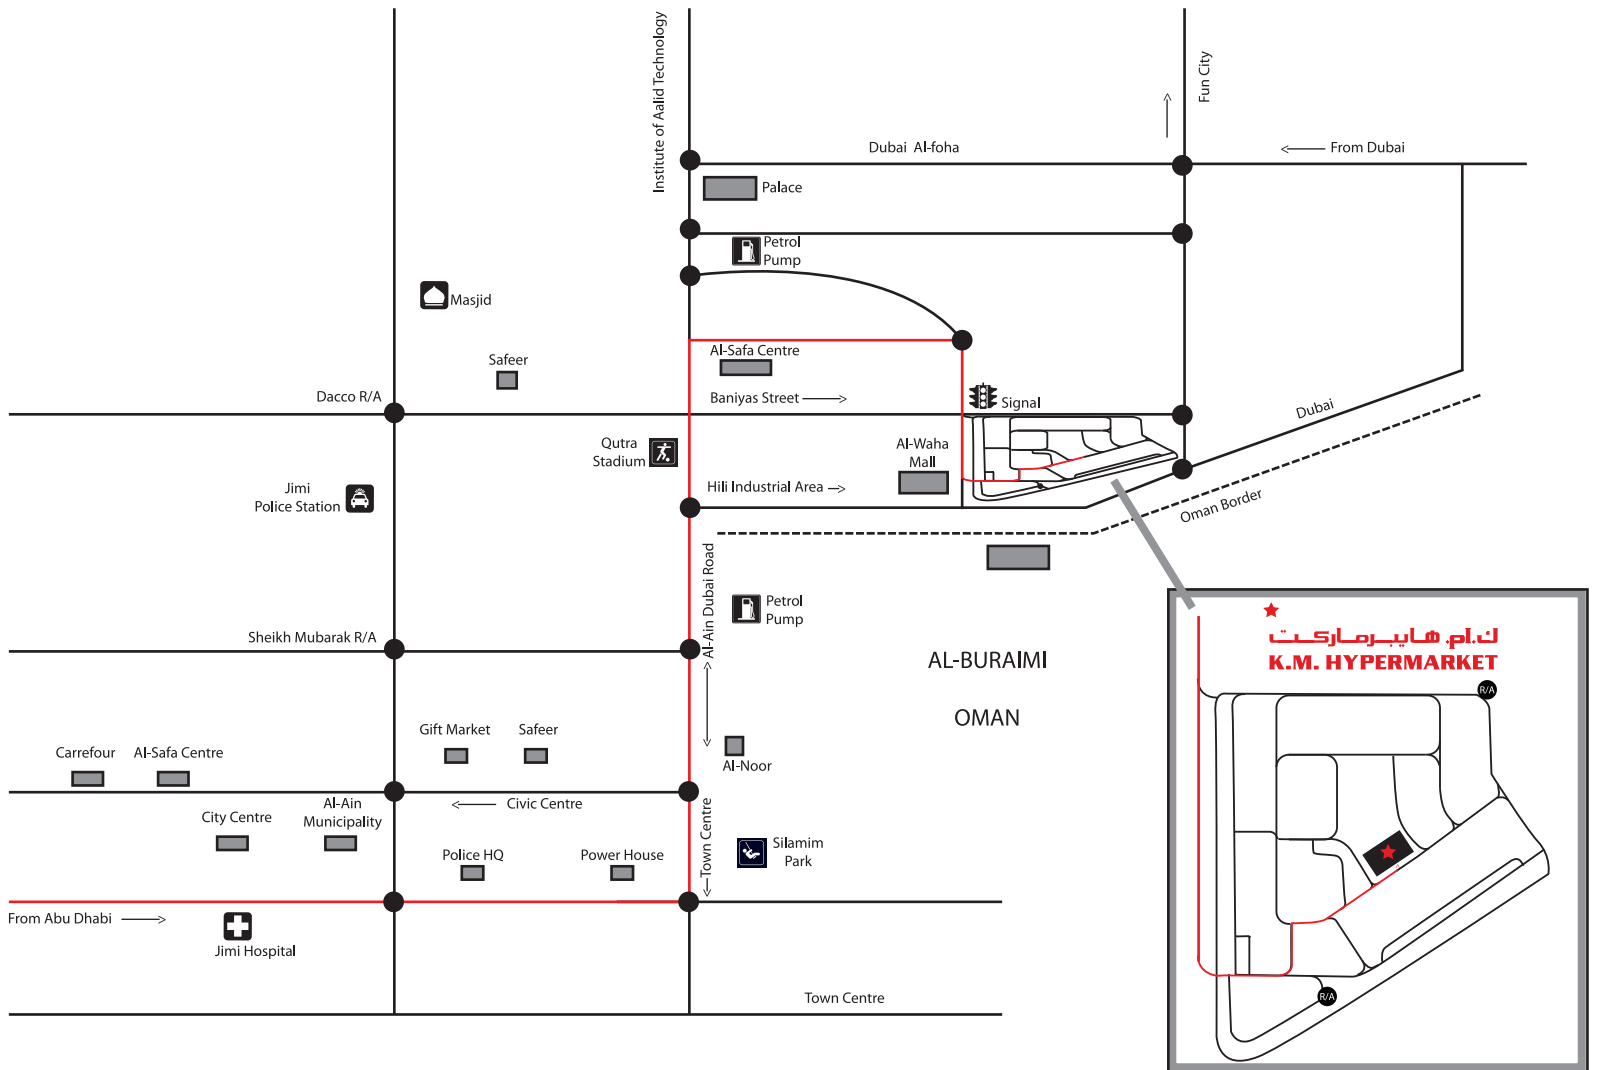 Institute of Aalid Technology
Fun City
Dubai Al-foha
From Dubai
Palace
Petrol
Pump
Masjid
Safeer
Al-Safa Centre
Dacco R/A
Baniyas Street
Signal
Dubai
Qutra
Stadium
Al-Waha
Mall
Jimi
Police Station
Hili Industrial Area
Oman Border
Al-Ain Dubai Road
Petrol
Pump
Sheikh Mubarak R/A
AL-BURAIMI
OMAN
ك.ام. هايبرماركت
K.M. HYPERMARKET
R/A
Gift Market
Safeer
Carrefour
Al-Safa Centre
Al-Noor
Civic Centre
Town Centre
City Centre
Al-Ain
Municipality
Police HQ
Power House
Silamim
Park
From Abu Dhabi
Jimi Hospital
R/A
Town Centre